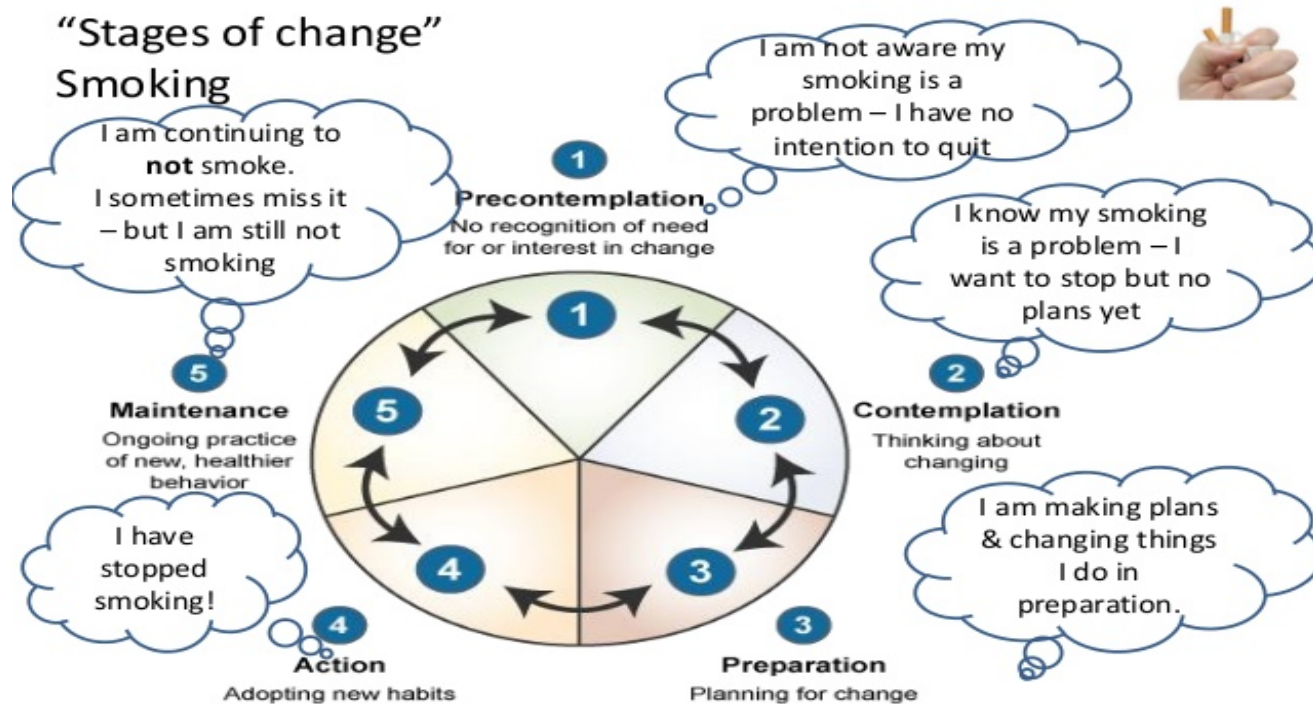 “Stages of change”
Smoking
I am not aware my
smoking is a
problem – I have no
intention to quit
I am continuing to
not smoke.
I sometimes miss it
– but I am still not
smoking
1
Precontemplation
No recognition of need
for or interest in change
I know my smoking
is a problem – I
want to stop but no
plans yet
1
2
3
4
5
2
Contemplation
Thinking about
changing
5
Maintenance
Ongoing practice
of new, healthier
behavior
I am making plans
& changing things
I do in
preparation.
I have
stopped
smoking!
3
Preparation
Planning for change
4
Action
Adopting new habits